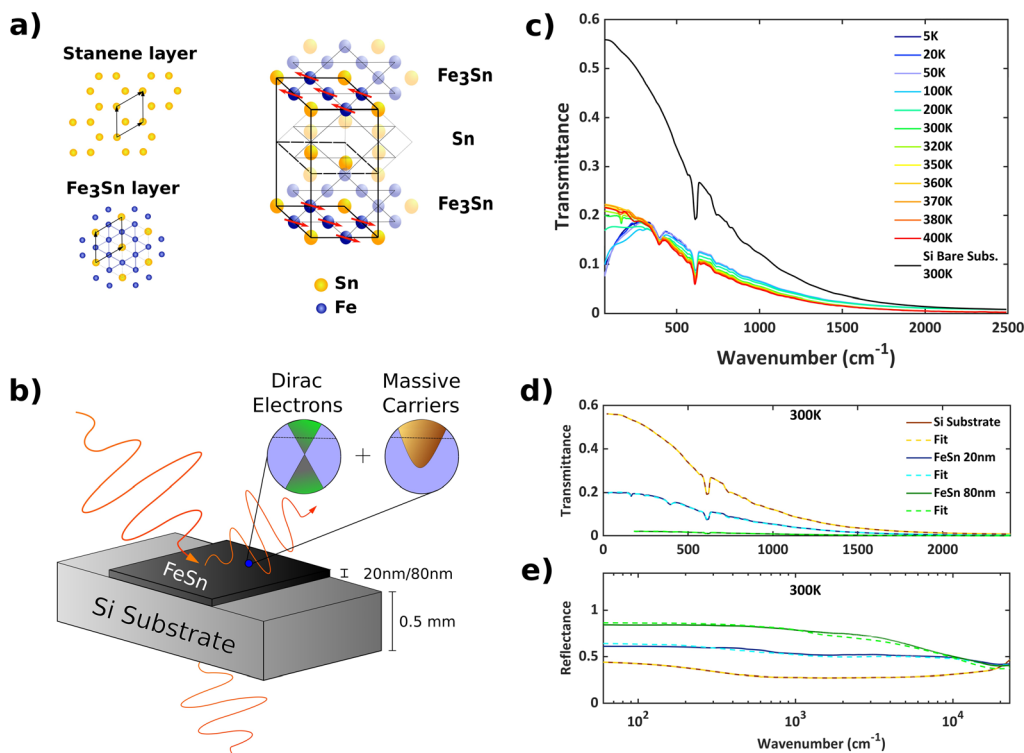 a)
Stanene layer
Fe3Sn layer
Fe3Sn
Sn
Fe3Sn
Sn
Fe
b)
Dirac
Electrons
Massive
Carriers
+
FeSn
20nm/80nm
Si Substrate
0.5 mm
c)
0.6
0.5
0.4
0.3
0.2
0.1
0
Transmittance
500
1000
1500
2000
2500
Wavenumber (cm-1)
5K
20K
50K
100K
200K
300K
320K
350K
360K
370K
380K
400K
Si Bare Subs.
300K
d)
300K
0.6
0.4
0.2
0
Transmittance
0
500
1000
1500
2000
Si Substrate
Fit
FeSn 20nm
Fit
FeSn 80nm
Fit
e)
300K
1
0.5
0
Reflectance
10^2
10^3
10^4
Wavenumber (cm-1)